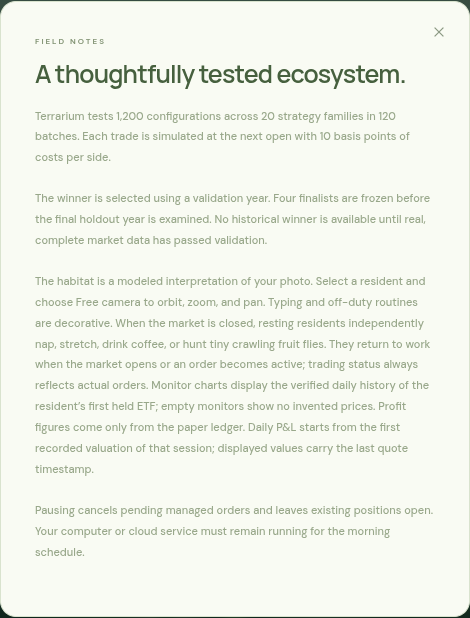 FIELD NOTES
A thoughtfully tested ecosystem.
Terrarium tests 1,200 configurations across 20 strategy families in 120
batches. Each trade is simulated at the next open with 10 basis points of
costs per side.
The winner is selected using a validation year. Four finalists are frozen before
the final holdout year is examined. No historical winner is available until real,
complete market data has passed validation.
The habitat is a modeled interpretation of your photo. Select a resident and
choose Free camera to orbit, zoom, and pan. Typing and off-duty routines
are decorative. When the market is closed, resting residents independently
nap, stretch, drink coffee, or hunt tiny crawling fruit flies. They return to work
when the market opens or an order becomes active; trading status always
reflects actual orders. Monitor charts display the verified daily history of the
resident's first held ETF; empty monitors show no invented prices. Profit
figures come only from the paper ledger. Daily P&L starts from the first
recorded valuation of that session; displayed values carry the last quote
timestamp.
Pausing cancels pending managed orders and leaves existing positions open.
Your computer or cloud service must remain running for the morning
schedule.